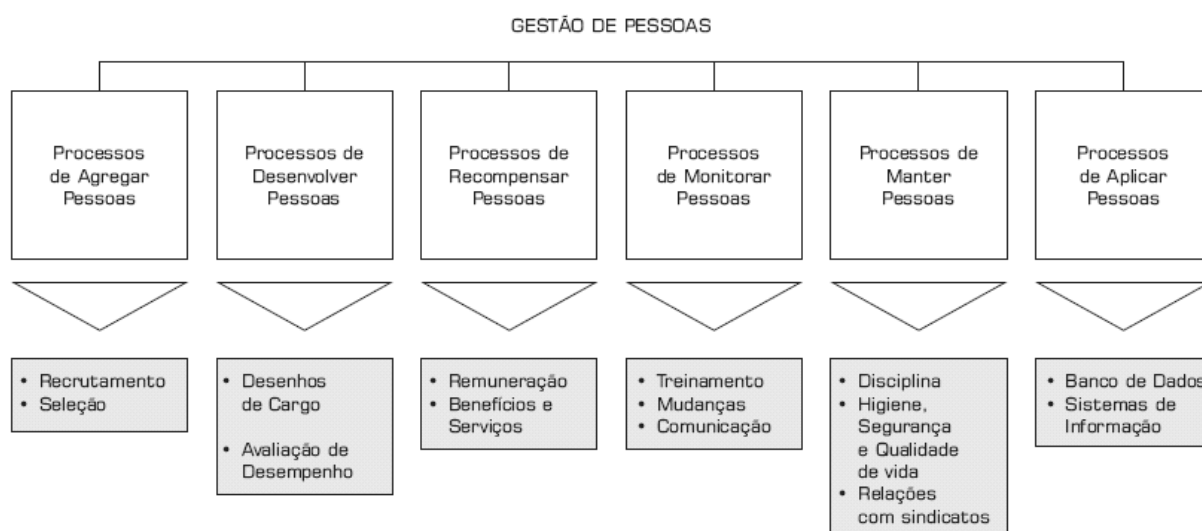 GESTÃO DE PESSOAS
Processos
de Agregar
Pessoas
Processos de
Desenvolver
Pessoas
Processos de
Recompensar
Pessoas
Processos
de Monitorar
Pessoas
Processos de
Manter
Pessoas
Processos
de Aplicar
Pessoas
• Recrutamento
• Seleção
• Desenhos
de Cargo
• Avaliação de
Desempenho
• Remuneração
• Benefícios e
Serviços
• Treinamento
• Mudanças
• Comunicação
• Disciplina
• Higiene,
Segurança
e Qualidade
de vida
• Relações
com sindicatos
• Banco de Dados
• Sistemas de
Informação